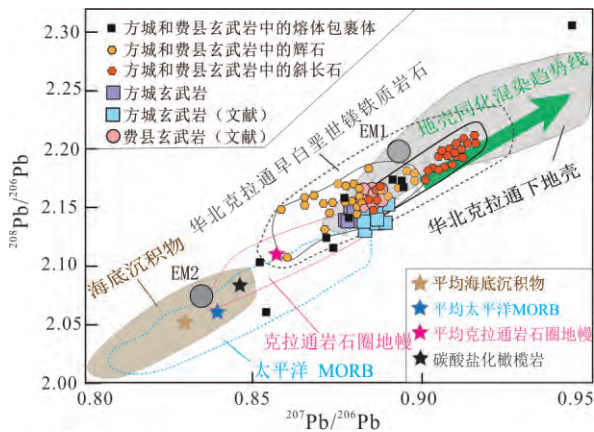 2.30
2.25
2.20
2.15
2.10
2.05
2.00
²⁰⁸Pb/²⁰⁶Pb
方城和费县玄武岩中的熔体包裹体
方城和费县玄武岩中的辉石
方城和费县玄武岩中的斜长石
方城玄武岩
方城玄武岩（文献）
费县玄武岩（文献）
华北克拉通早白垩世镁铁质岩石
EM1
地壳同化混染趋势线
华北克拉通下地壳
海底沉积物
EM2
克拉通岩石圈地幔
太平洋 MORB
平均海底沉积物
平均太平洋MORB
平均克拉通岩石圈地幔
碳酸盐化橄榄岩
0.80
0.85
0.90
0.95
²⁰⁷Pb/²⁰⁶Pb